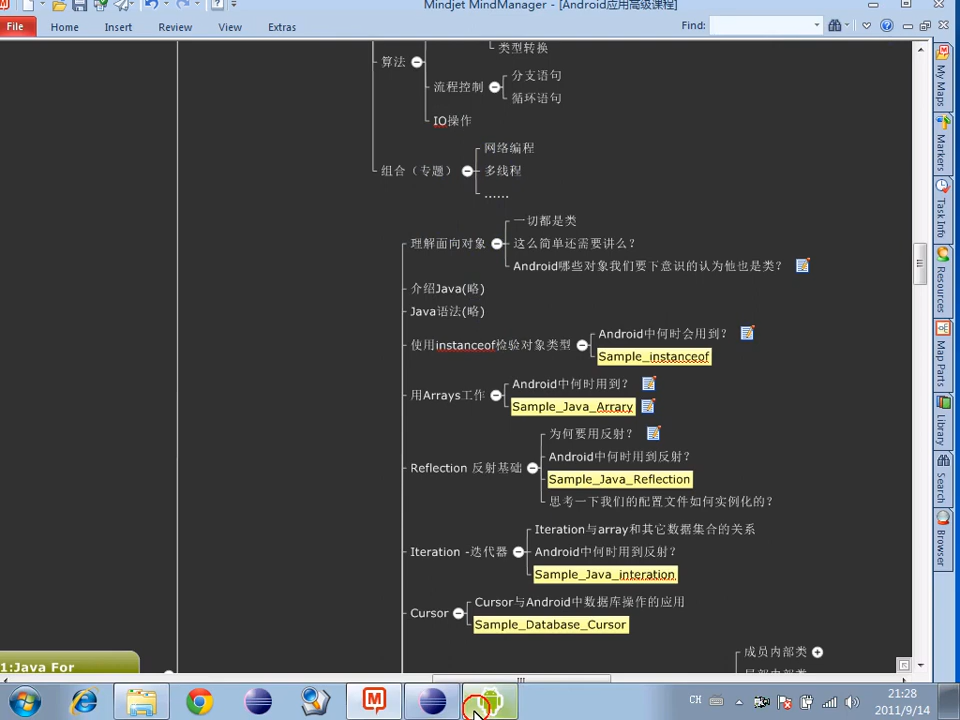 Mindjet MindManager - [Android应用高级课程]
File Home Insert Review View Extras Find:
类型转换
算法
分支语句
流程控制
循环语句
IO操作
网络编程
组合（专题） 多线程
......
一切都是类
理解面向对象 这么简单还需要讲么？
Android哪些对象我们要下意识的认为他也是类？
介绍Java(略)
Java语法(略)
Android中何时会用到？
使用instanceof检验对象类型
Sample_instanceof
Android中何时用到？
用Arrays工作
Sample_Java_Arrary
为何要用反射？
Android中何时用到反射？
Reflection 反射基础
Sample_Java_Reflection
思考一下我们的配置文件如何实例化的？
Iteration与array和其它数据集合的关系
Iteration -迭代器 Android中何时用到反射？
Sample_Java_interation
Cursor与Android中数据库操作的应用
Cursor
Sample_Database_Cursor
成员内部类
1:Java For
My Maps
Markers
Task Info
Resources
Map Parts
Library
Search
Browser
CH
21:28
2011/9/14